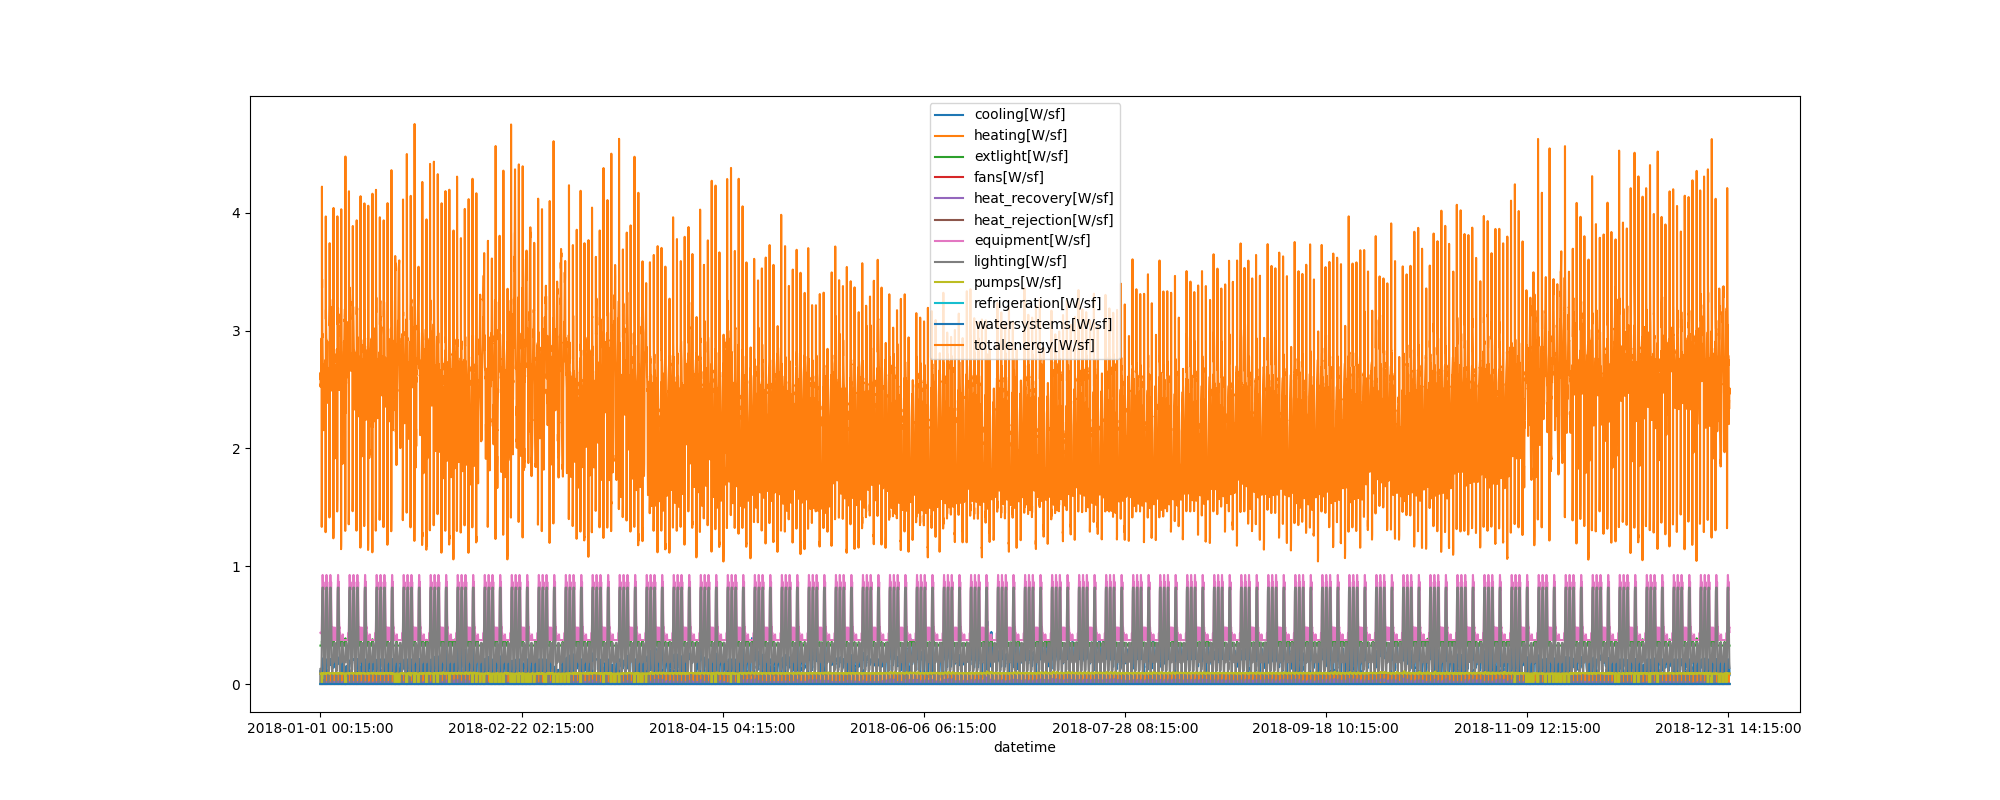 cooling[W/sf]
heating[W/sf]
extlight[W/sf]
fans[W/sf]
heat_recovery[W/sf]
heat_rejection[W/sf]
equipment[W/sf]
lighting[W/sf]
pumps[W/sf]
refrigeration[W/sf]
watersystems[W/sf]
totalenergy[W/sf]
4
3
2
1
0
2018-01-01 00:15:00 2018-02-22 02:15:00 2018-04-15 04:15:00 2018-06-06 06:15:00 2018-07-28 08:15:00 2018-09-18 10:15:00 2018-11-09 12:15:00 2018-12-31 14:15:00
datetime